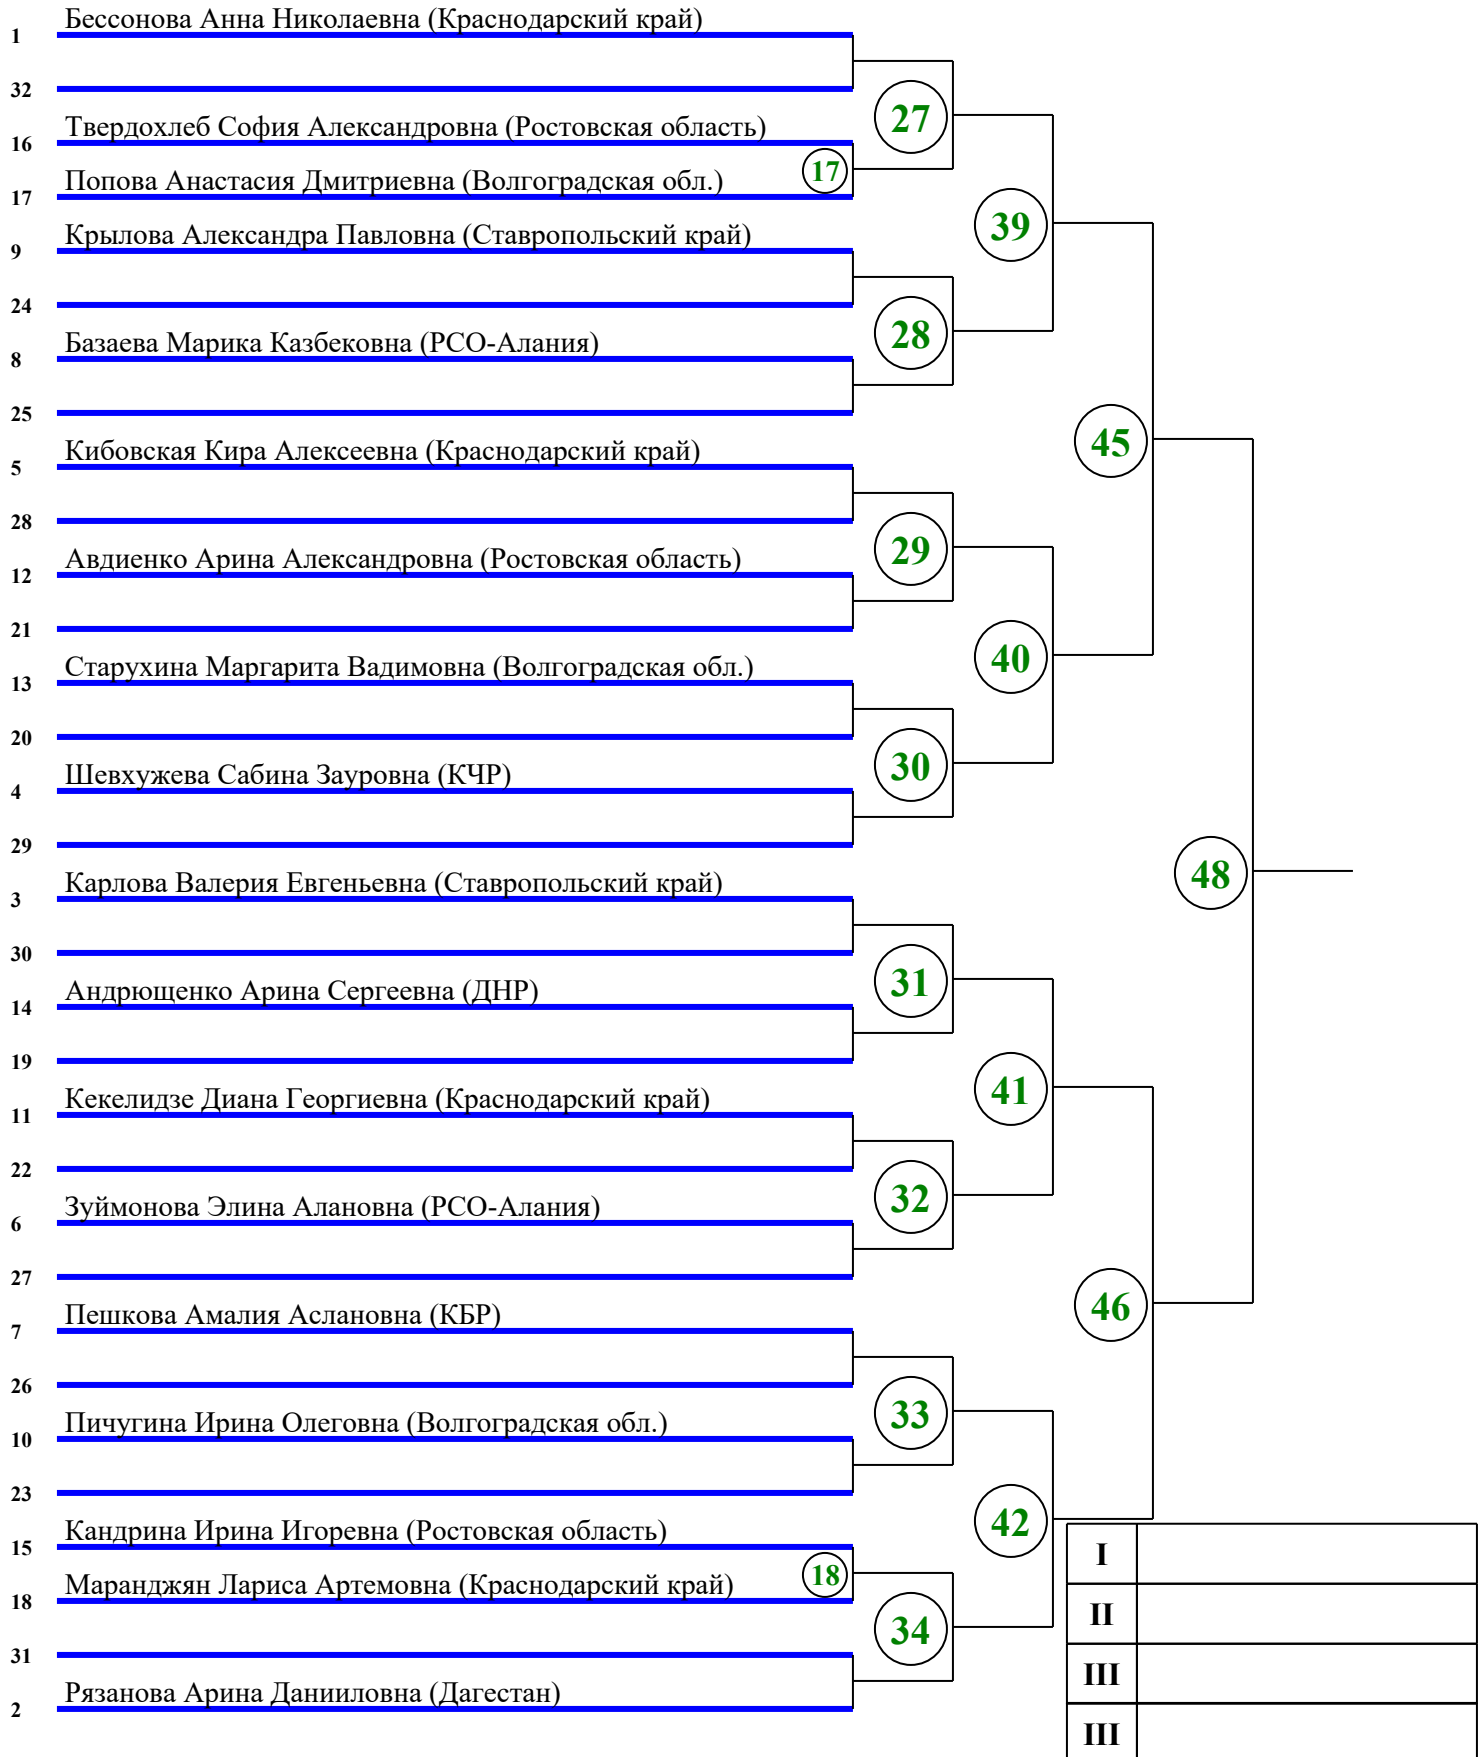 1 Бессонова Анна Николаевна (Краснодарский край)
32
16 Твердохлеб София Александровна (Ростовская область)
17 Попова Анастасия Дмитриевна (Волгоградская обл.)
17
27
9 Крылова Александра Павловна (Ставропольский край)
24
8 Базаева Марика Казбековна (РСО-Алания)
25
28
39
5 Кибовская Кира Алексеевна (Краснодарский край)
28
12 Авдиенко Арина Александровна (Ростовская область)
21
29
13 Старухина Маргарита Вадимовна (Волгоградская обл.)
20
4 Шевхужева Сабина Зауровна (КЧР)
29
30
40
45
3 Карлова Валерия Евгеньевна (Ставропольский край)
30
14 Андрющенко Арина Сергеевна (ДНР)
19
31
11 Кекелидзе Диана Георгиевна (Краснодарский край)
22
6 Зуймонова Элина Алановна (РСО-Алания)
27
32
41
7 Пешкова Амалия Аслановна (КБР)
26
10 Пичугина Ирина Олеговна (Волгоградская обл.)
23
33
15 Кандрина Ирина Игоревна (Ростовская область)
18 Маранджян Лариса Артемовна (Краснодарский край)
18
31
2 Рязанова Арина Данииловна (Дагестан)
34
42
46
48
I
II
III
III